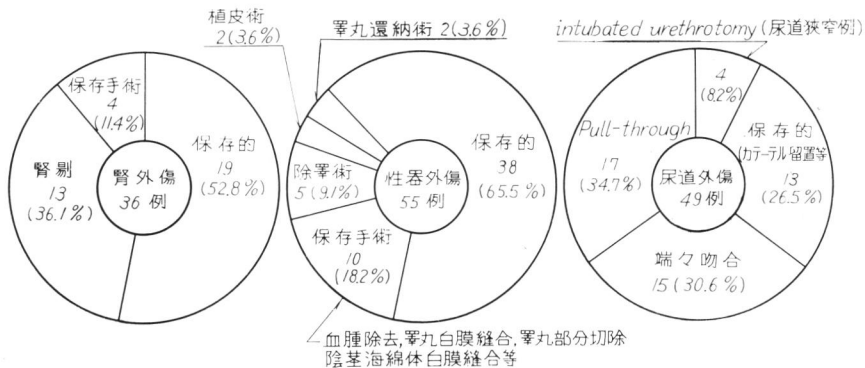 植皮術
2(3.6%)
睾丸還納術 2(3.6%)
intubated urethrotomy(尿道狭窄例)
保存手術
4
(11.4%)
保存的
19
(52.8%)
腎剔
13
(36.1%)
腎外傷
36例
保存的
38
(65.5%)
除睾術
5(9.1%)
性器外傷
55例
保存手術
10
(18.2%)
血腫除去,睾丸白膜縫合,睾丸部分切除
陰茎海綿体白膜縫合等
4
(8.2%)
Pull-through
17
(34.7%)
保存的
(カテーテル留置等)
13
(26.5%)
尿道外傷
49例
端々吻合
15(30.6%)